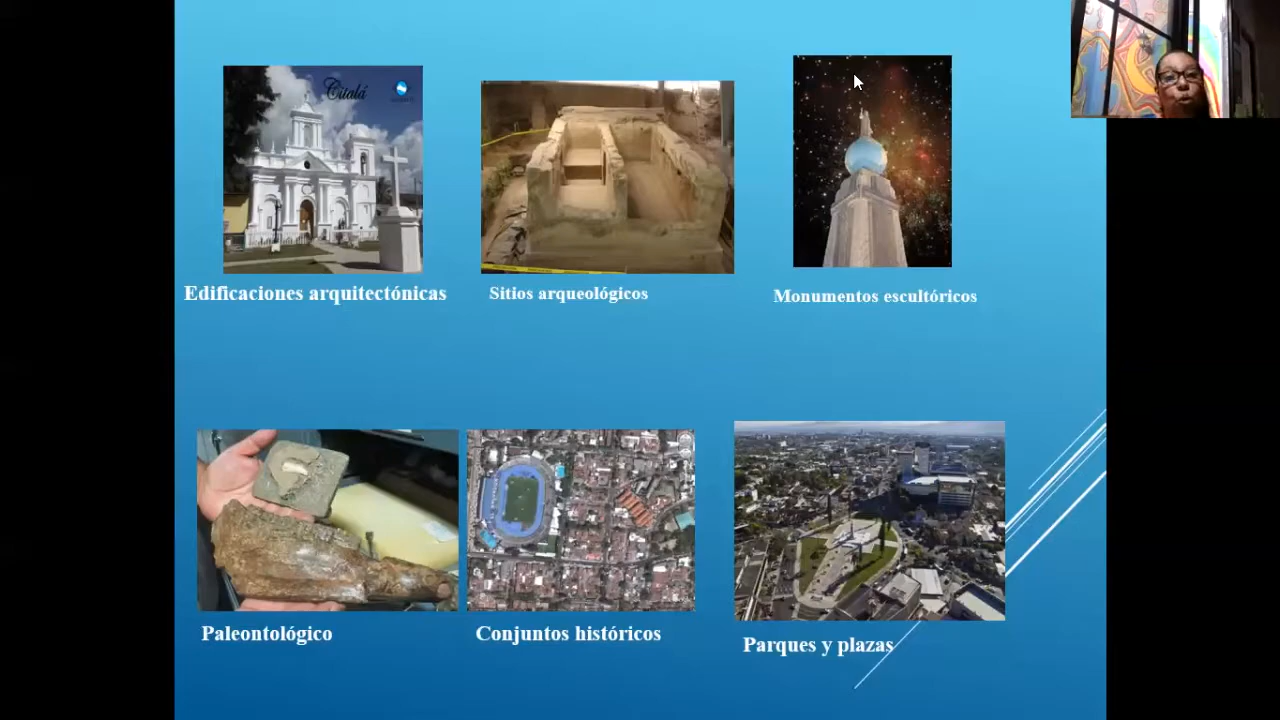 Citalá
Edificaciones arquitectónicas
Sitios arqueológicos
Monumentos escultóricos
Paleontológico
Conjuntos históricos
Parques y plazas